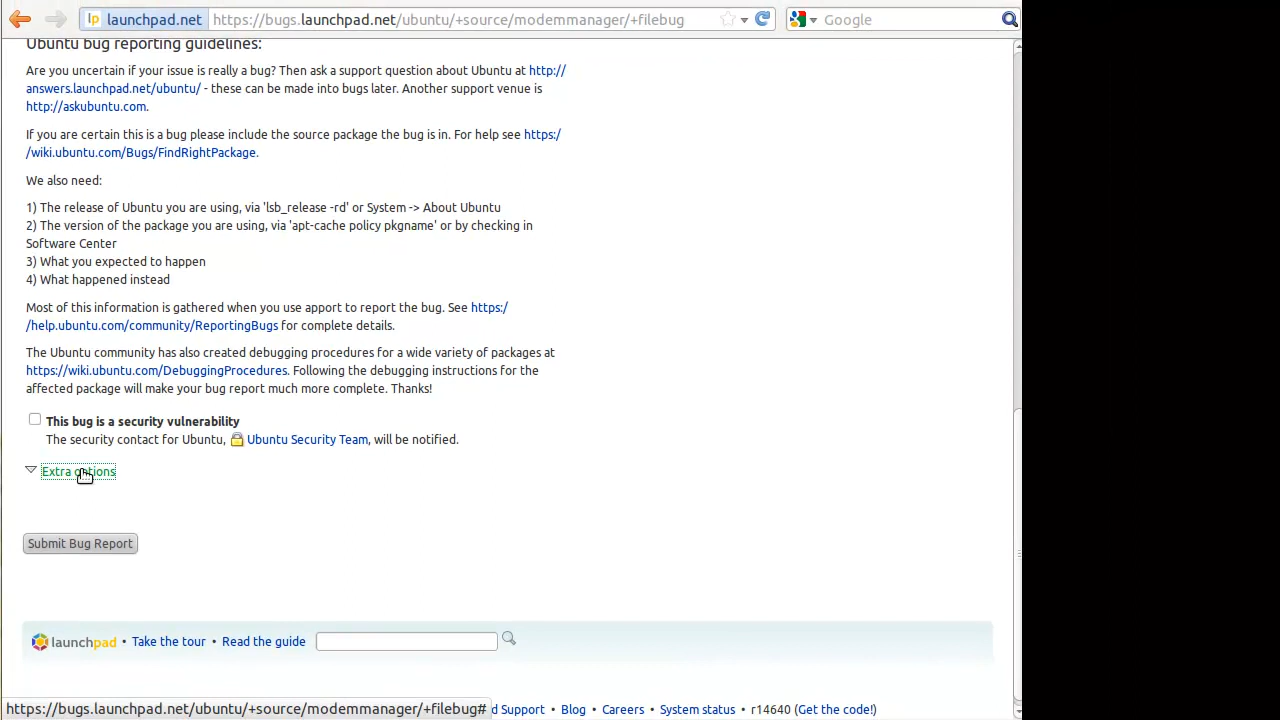 launchpad.net https://bugs.launchpad.net/ubuntu/+source/modemmanager/+filebug Google
Ubuntu bug reporting guidelines:
Are you uncertain if your issue is really a bug? Then ask a support question about Ubuntu at http://
answers.launchpad.net/ubuntu/ - these can be made into bugs later. Another support venue is
http://askubuntu.com.
If you are certain this is a bug please include the source package the bug is in. For help see https:/
/wiki.ubuntu.com/Bugs/FindRightPackage.
We also need:
1) The release of Ubuntu you are using, via 'lsb_release -rd' or System -> About Ubuntu
2) The version of the package you are using, via 'apt-cache policy pkgname' or by checking in
Software Center
3) What you expected to happen
4) What happened instead
Most of this information is gathered when you use apport to report the bug. See https:/
/help.ubuntu.com/community/ReportingBugs for complete details.
The Ubuntu community has also created debugging procedures for a wide variety of packages at
https://wiki.ubuntu.com/DebuggingProcedures. Following the debugging instructions for the
affected package will make your bug report much more complete. Thanks!
This bug is a security vulnerability
The security contact for Ubuntu, Ubuntu Security Team, will be notified.
Extra options
Submit Bug Report
launchpad • Take the tour • Read the guide
https://bugs.launchpad.net/ubuntu/+source/modemmanager/+filebug# d Support • Blog • Careers • System status • r14640 (Get the code!)